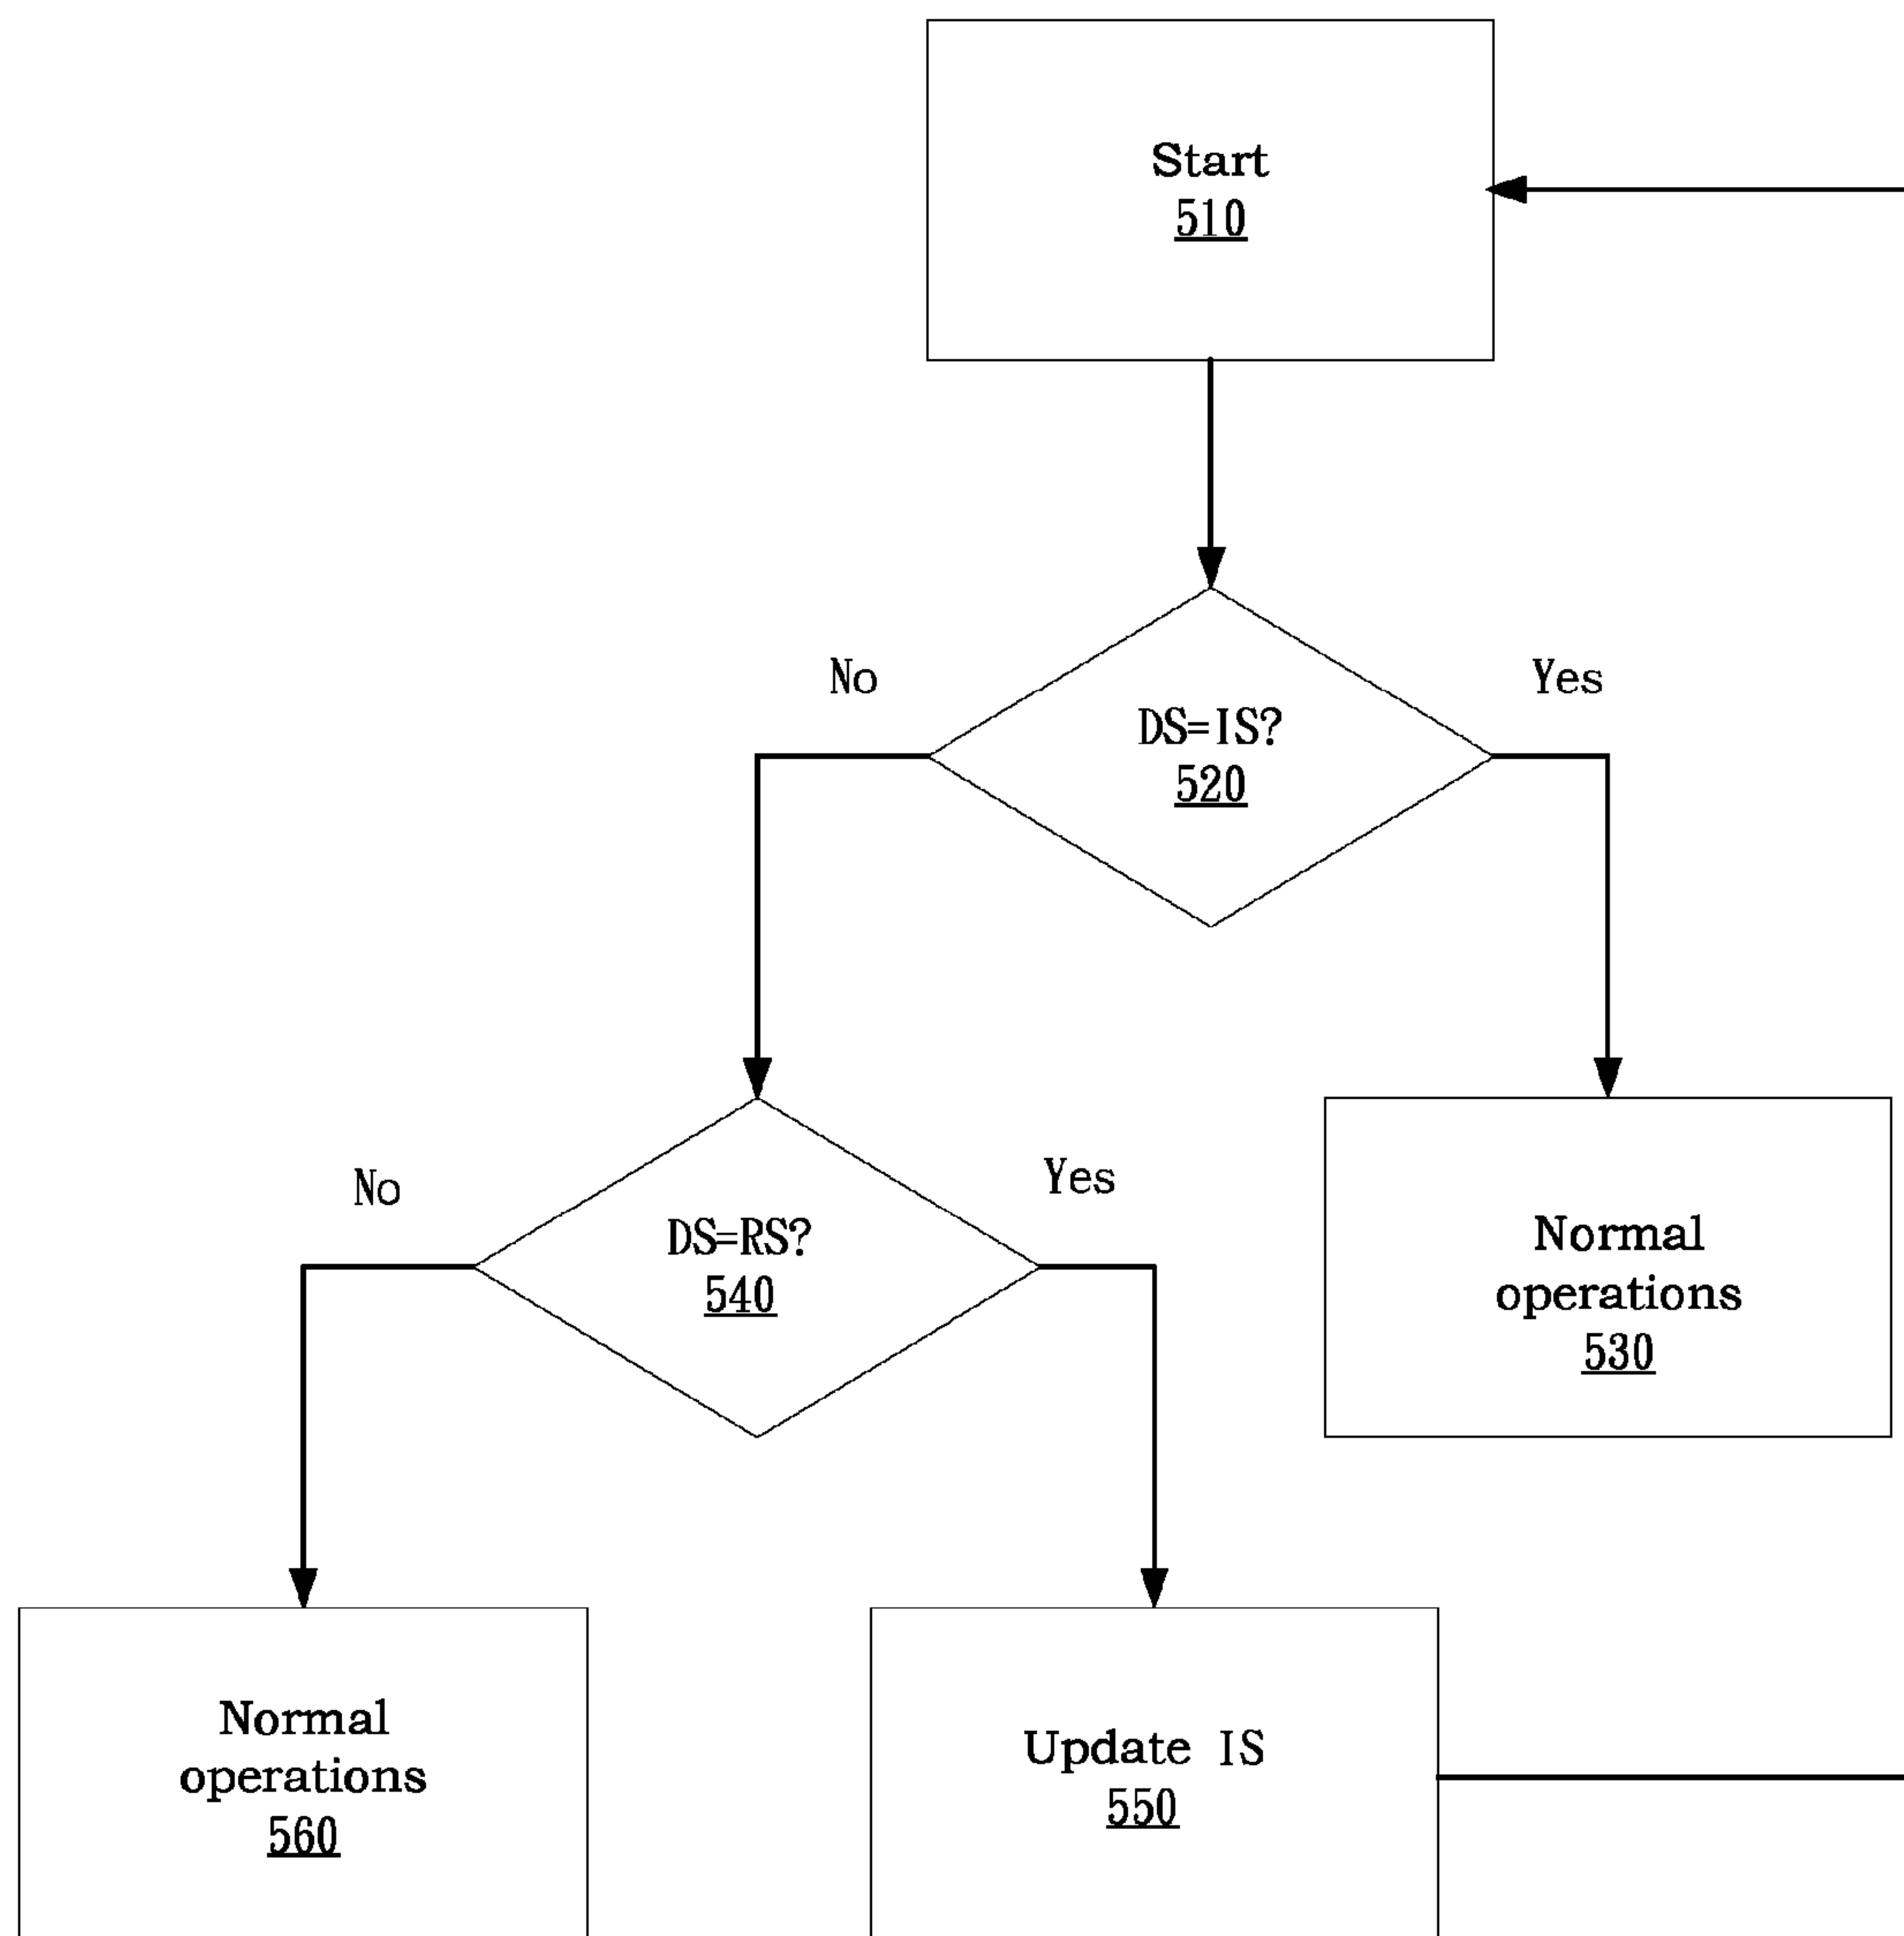 Start
510
No
Yes
DS=IS?
520
No
Yes
DS=RS?
540
Normal
operations
530
Normal
operations
560
Update IS
550